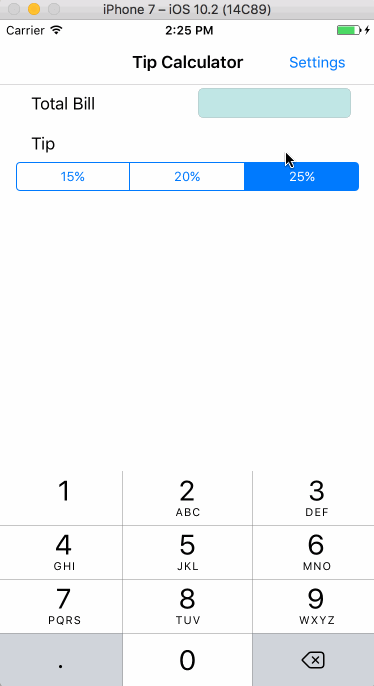 iPhone 7 – iOS 10.2 (14C89)
Carrier 2:25 PM
Tip Calculator Settings
Total Bill
Tip
15% 20% 25%
1 2 3
ABC DEF
4 5 6
GHI JKL MNO
7 8 9
PQRS TUV WXYZ
. 0